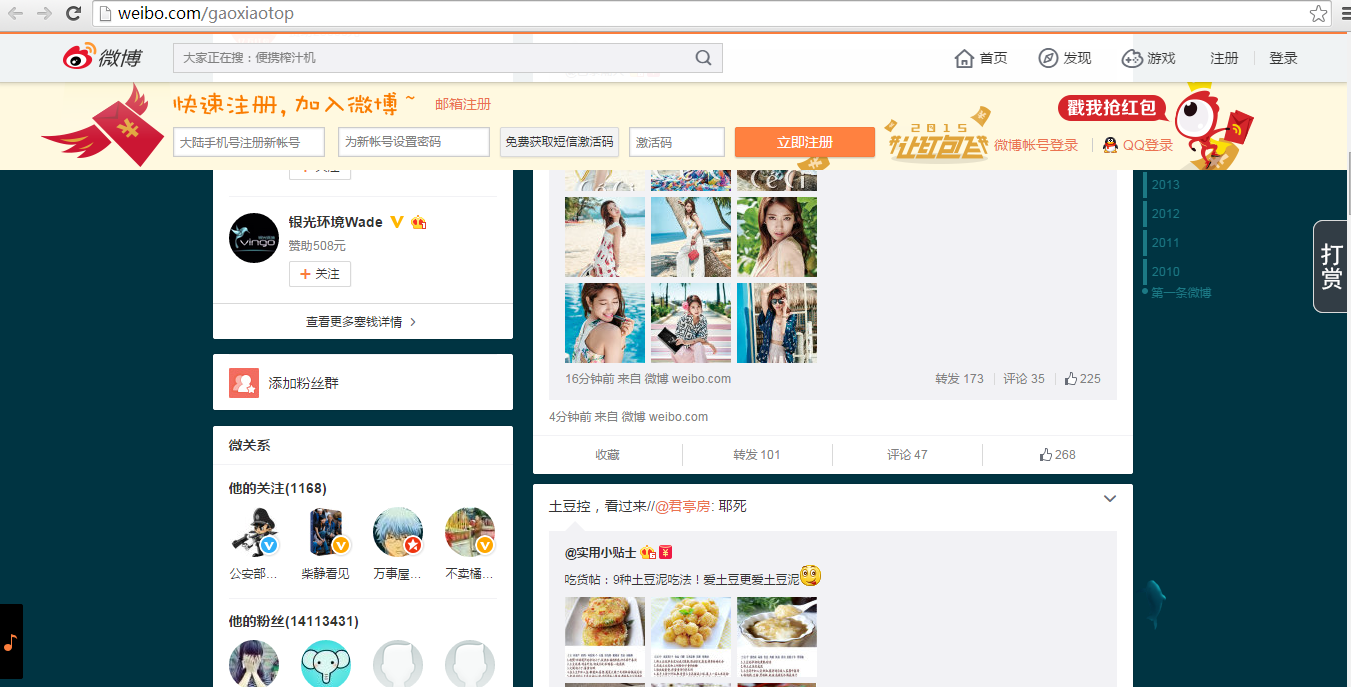 weibo.com/gaoxiaotop
微博
大家正在搜：便携榨汁机
首页
发现
游戏
注册
登录
快速注册，加入微博～
邮箱注册
大陆手机号注册新帐号
为新帐号设置密码
免费获取短信激活码
激活码
立即注册
2015
让红包飞
戳我抢红包
微博帐号登录
QQ登录
+ 关注
银光环境Wade
vingo
赞助508元
+ 关注
查看更多塞钱详情 >
添加粉丝群
微关系
他的关注(1168)
公安部...
柴静看见
万事屋...
不卖橘...
他的粉丝(14113431)
16分钟前 来自 微博 weibo.com
转发 173
评论 35
225
4分钟前 来自 微博 weibo.com
收藏
转发 101
评论 47
268
土豆控，看过来//@君亭房: 耶死
@实用小贴士
吃货帖：9种土豆泥吃法！爱土豆更爱土豆泥
2013
2012
2011
2010
第一条微博
打赏